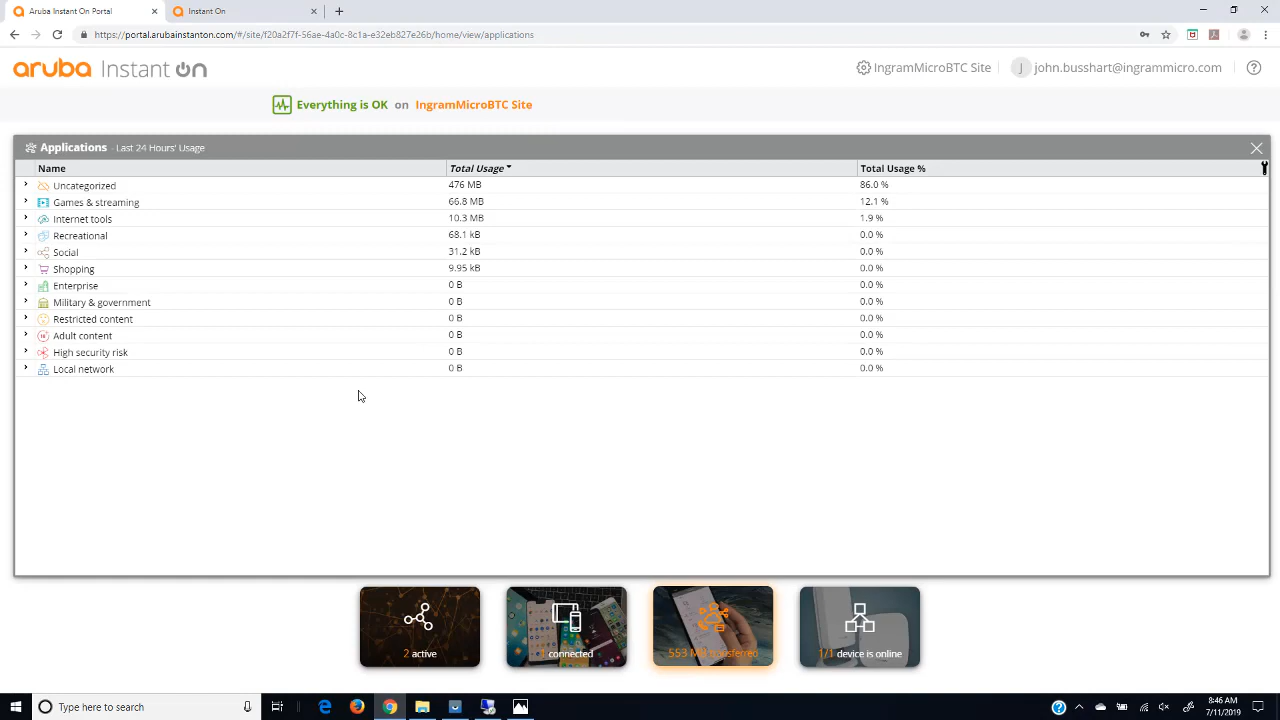 Aruba Instant On Portal
Instant On
https://portal.arubainstanton.com/#/site/f20a2f7f-56ae-4a0c-8c1a-e32eb827e26b/home/view/applications
aruba Instant On
IngramMicroBTC Site
J
john.busshart@ingrammicro.com
Everything is OK on IngramMicroBTC Site
Applications - Last 24 Hours' Usage
Name Total Usage Total Usage %
Uncategorized 476 MB 86.0 %
Games & streaming 66.8 MB 12.1 %
Internet tools 10.3 MB 1.9 %
Recreational 68.1 kB 0.0 %
Social 31.2 kB 0.0 %
Shopping 9.95 kB 0.0 %
Enterprise 0 B 0.0 %
Military & government 0 B 0.0 %
Restricted content 0 B 0.0 %
Adult content 0 B 0.0 %
High security risk 0 B 0.0 %
Local network 0 B 0.0 %
2 active
connected
553 MB transferred
1/1 device is online
Type here to search
8:46 AM
7/11/2019